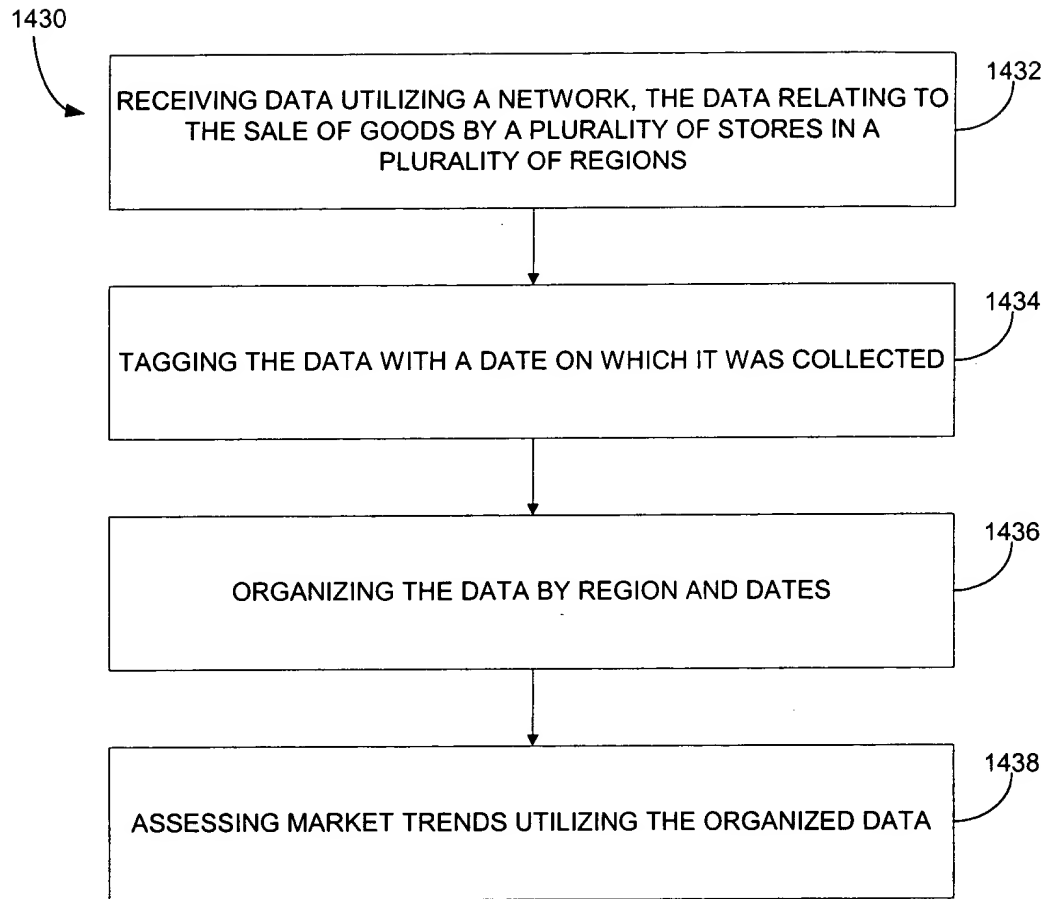 1430
1432
RECEIVING DATA UTILIZING A NETWORK, THE DATA RELATING TO
THE SALE OF GOODS BY A PLURALITY OF STORES IN A
PLURALITY OF REGIONS
1434
TAGGING THE DATA WITH A DATE ON WHICH IT WAS COLLECTED
1436
ORGANIZING THE DATA BY REGION AND DATES
1438
ASSESSING MARKET TRENDS UTILIZING THE ORGANIZED DATA